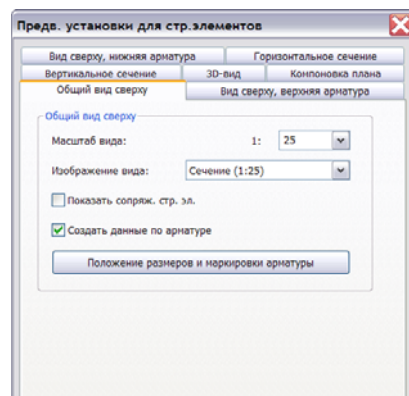 Предв. установки для стр.элементов
Вид сверху, нижняя арматура
Горизонтальное сечение
Вертикальное сечение
3D-вид
Компоновка плана
Общий вид сверху
Вид сверху, верхняя арматура
Общий вид сверху
Масштаб вида:
1:
25
Изображение вида:
Сечение (1:25)
Показать сопряж. стр. эл.
Создать данные по арматуре
Положение размеров и маркировки арматуры